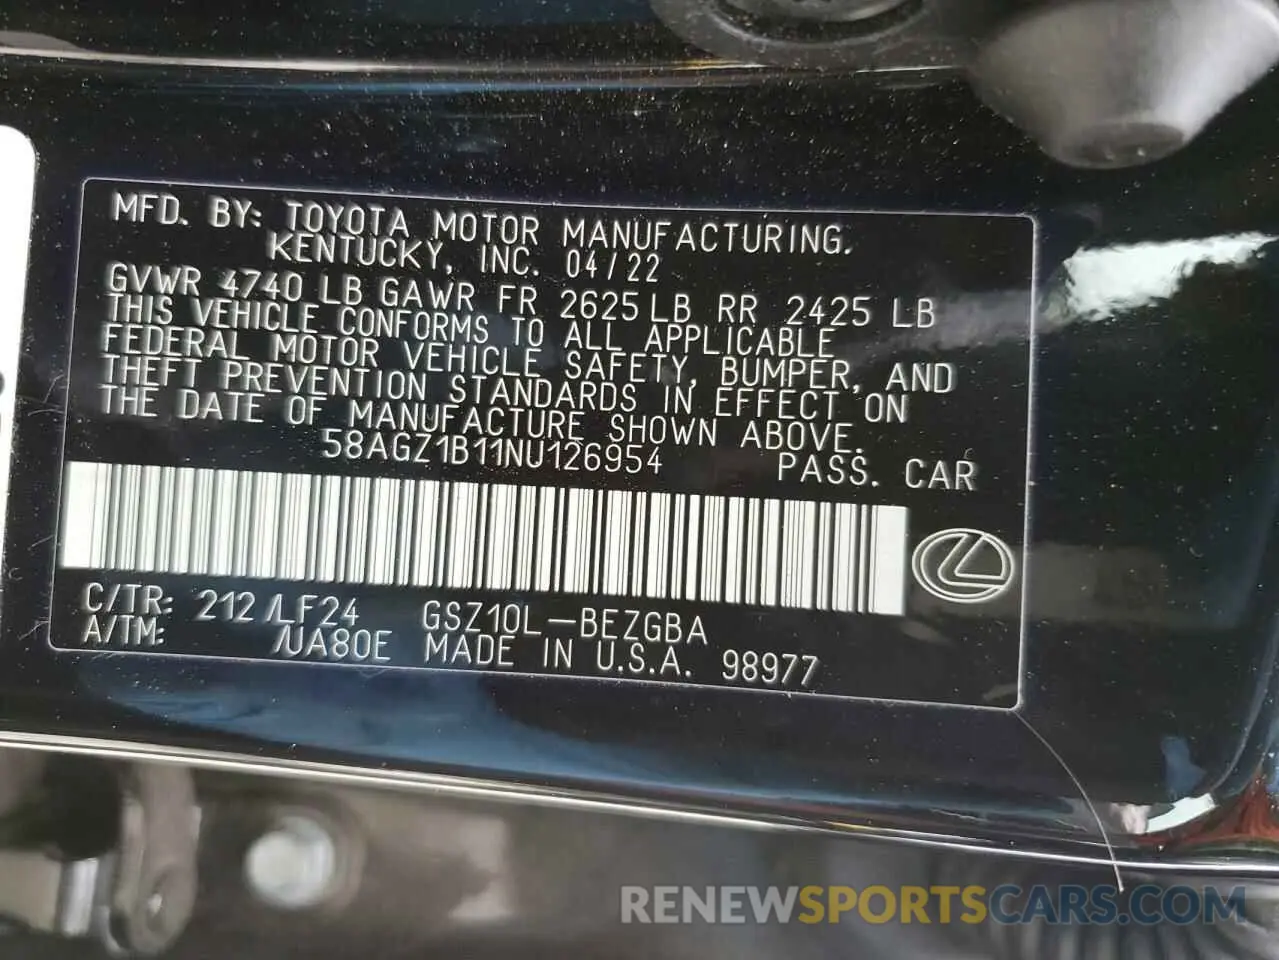 MFD. BY: TOYOTA MOTOR MANUFACTURING.
KENTUCKY, INC. 04/22
GVWR 4740 LB GAWR FR 2625 LB RR 2425 LB
THIS VEHICLE CONFORMS TO ALL APPLICABLE
FEDERAL MOTOR VEHICLE SAFETY, BUMPER, AND
THEFT PREVENTION STANDARDS IN EFFECT ON
THE DATE OF MANUFACTURE SHOWN ABOVE.
58AGZ1B11NU126954 PASS. CAR
C/TR: 212 /LF24 GSZ10L-BEZGBA
A/TM: /UA80E MADE IN U.S.A. 98977
RENEWSPORTSCARS.COM